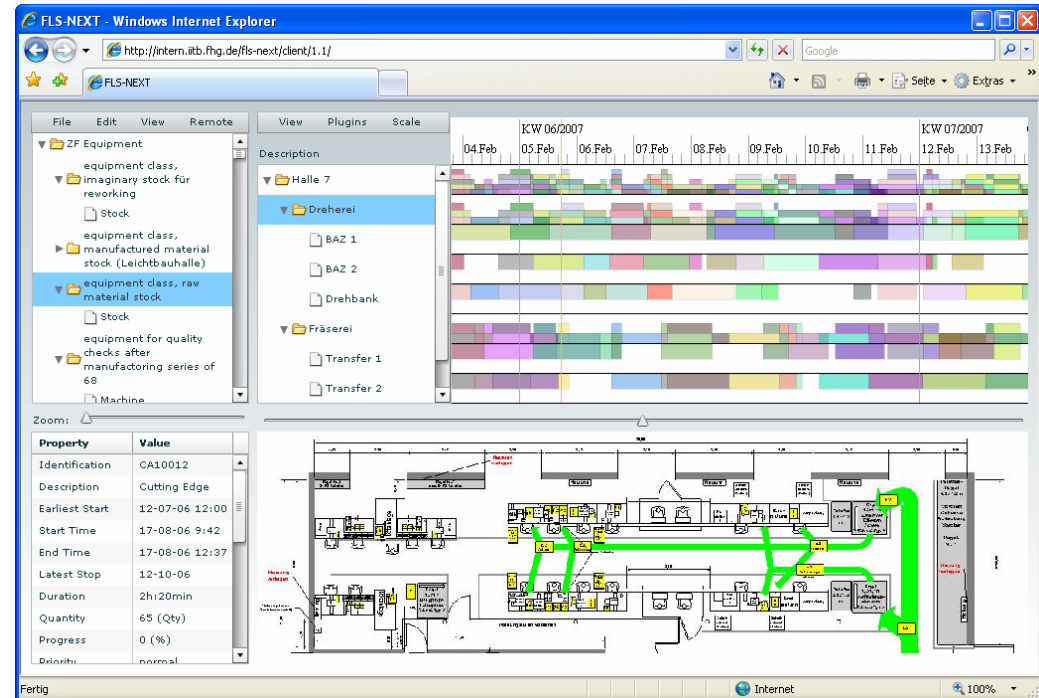 FLS-NEXT - Windows Internet Explorer
http://intern.iitb.fhg.de/fls-next/client/1.1/
Google
FLS-NEXT
Seite
Extras
»
File Edit View Remote
View Plugins Scale
KW 06/2007
KW 07/2007
04.Feb 05.Feb 06.Feb 07.Feb 08.Feb 09.Feb 10.Feb 11.Feb 12.Feb 13.Feb
ZF Equipment
equipment class,
imaginary stock für
reworking
Stock
equipment class,
manufactured material
stock (Leichtbauhalle)
equipment class, raw
material stock
Stock
equipment for quality
checks after
manufactoring series of
68
Machine
Description
Halle 7
Dreherei
BAZ 1
BAZ 2
Drehbank
Fräserei
Transfer 1
Transfer 2
Zoom:
Property Value
Identification CA10012
Description Cutting Edge
Earliest Start 12-07-06 12:00
Start Time 17-08-06 9:42
End Time 17-08-06 12:37
Latest Stop 12-10-06
Duration 2h:20min
Quantity 65 (Qty)
Progress 0 (%)
Priority normal
Fertig
Internet
100%